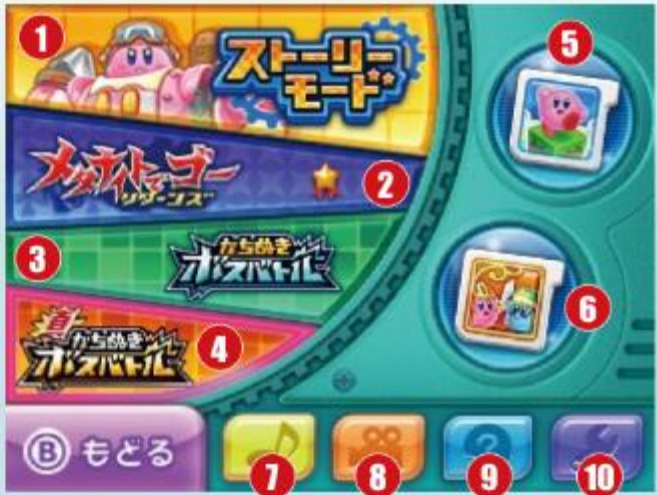 1
ストーリー
モード
5
メタナイトでゴー
リターンズ
2
3
かちぬき
ボスバトル
6
真 かちぬき
ボスバトル
4
B もどる
7
8
9
10